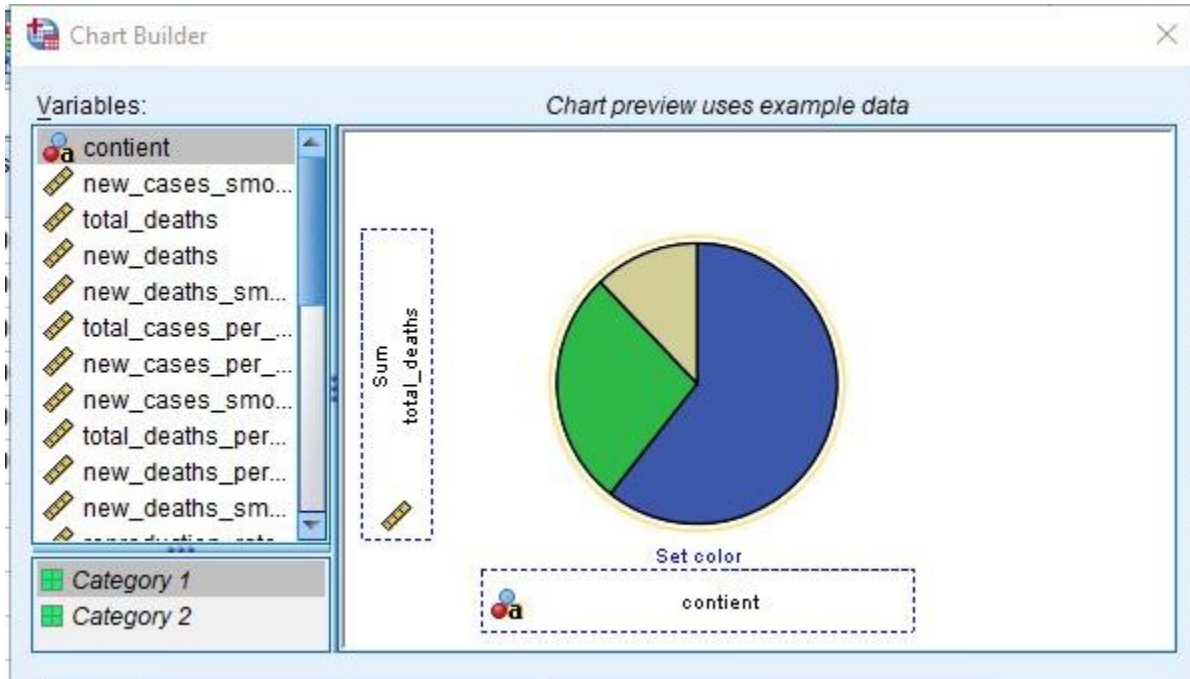 Chart Builder
Variables:
Chart preview uses example data
contient
new_cases_smo...
total_deaths
new_deaths
new_deaths_sm...
total_cases_per_...
new_cases_per_...
new_cases_smo...
total_deaths_per...
new_deaths_per...
new_deaths_sm...
Category 1
Category 2
Sum
total_deaths
Set color
contient